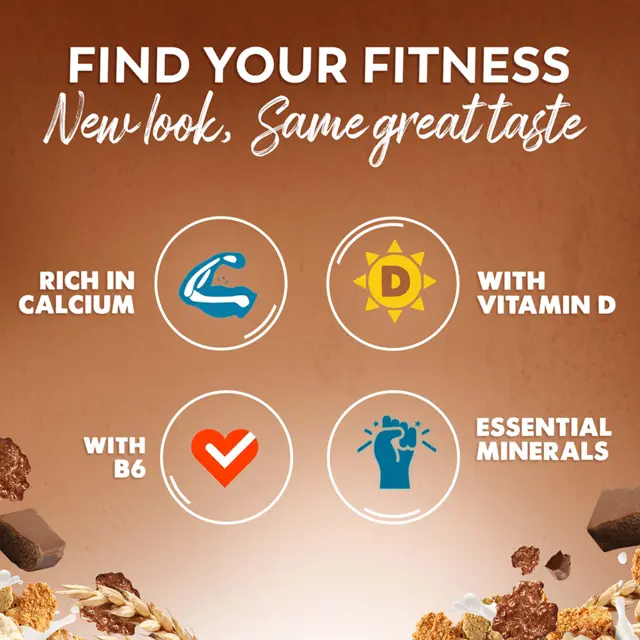 FIND YOUR FITNESS
New look, Same great taste
RICH IN
CALCIUM
D
WITH
VITAMIN D
WITH
B6
ESSENTIAL
MINERALS